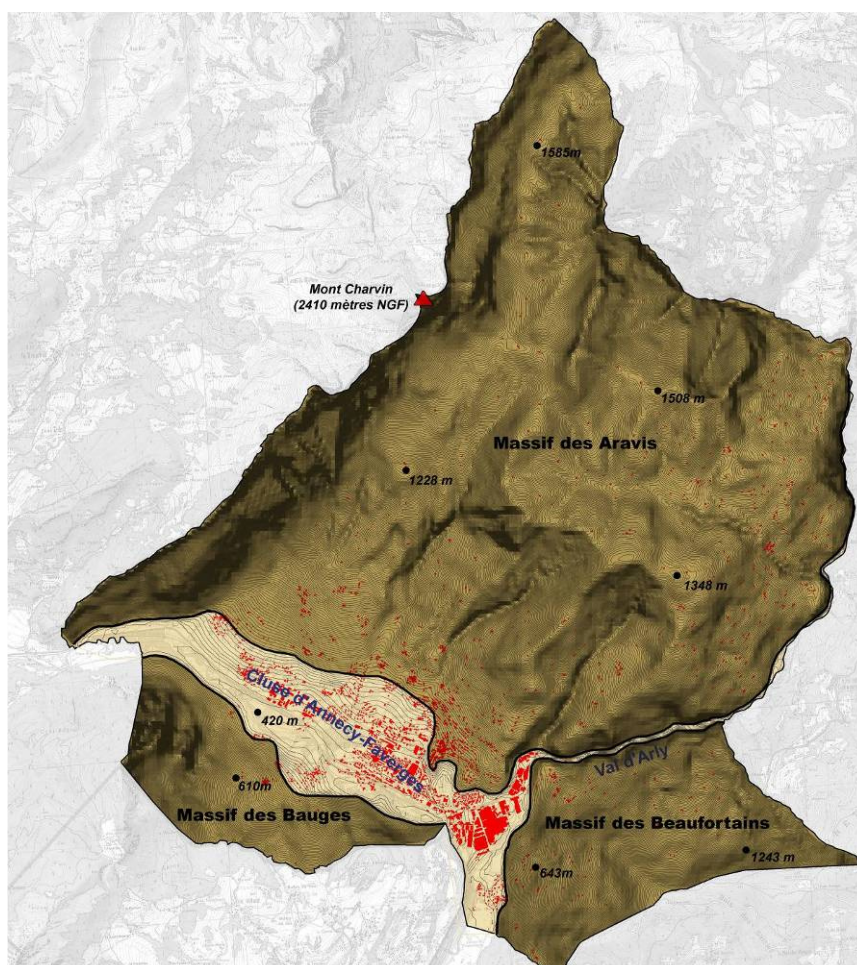 1585m
Mont Charvin
(2410 mètres NGF)
1508 m
Massif des Aravis
1228 m
1348 m
Cluse d'Annecy-Faverges
420 m
Val d'Arly
610m
Massif des Bauges
Massif des Beaufortains
1243 m
643m